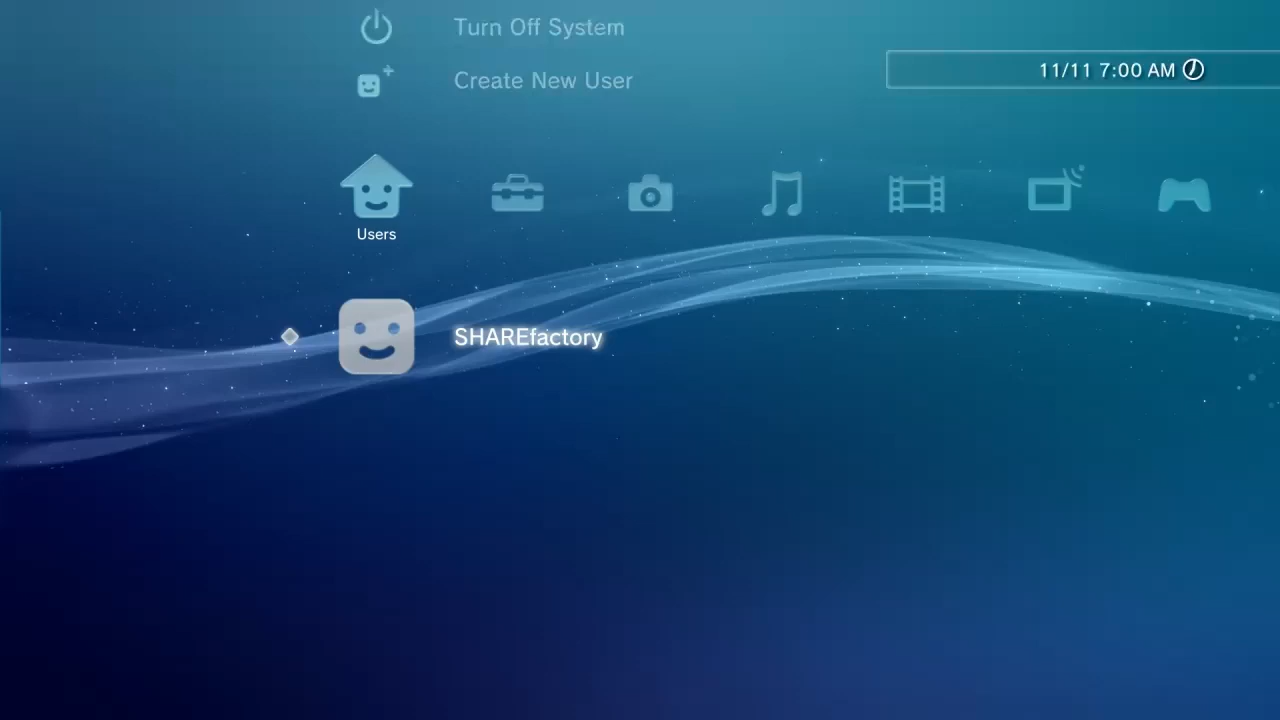 Turn Off System
11/11 7:00 AM
Create New User
Users
SHAREfactory